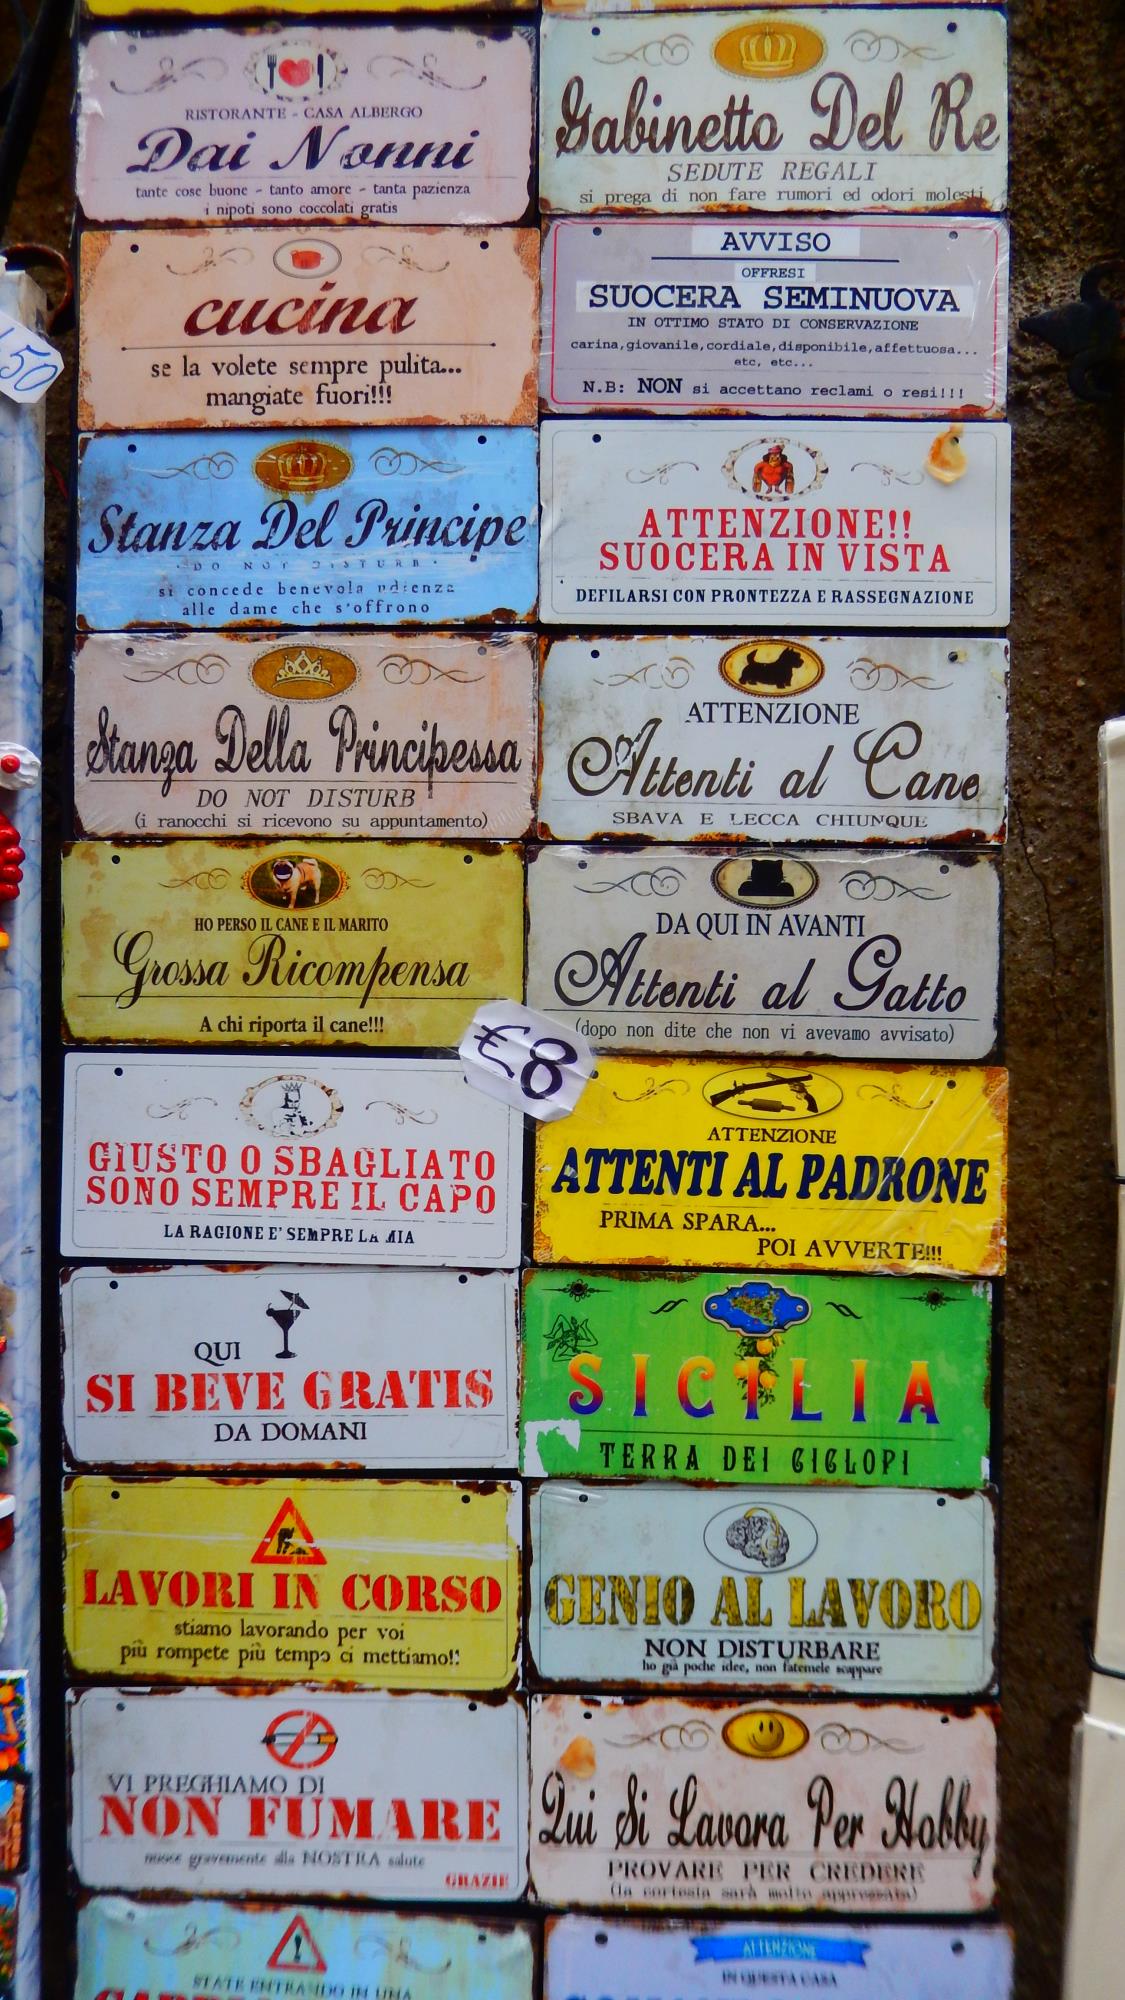 RISTORANTE - CASA ALBERGO
Dai Nonni
tante cose buone - tanto amore - tanta pazienza
i nipoti sono coccolati gratis
Gabinetto Del Re
SEDUTE REGALI
si prega di non fare rumori ed odori molesti
cucina
se la volete sempre pulita...
mangiate fuori!!!
AVVISO
OFFRESI
SUOCERA SEMINUOVA
IN OTTIMO STATO DI CONSERVAZIONE
carina,giovanile,cordiale,disponibile,affettuosa...
etc, etc...
N.B: NON si accettano reclami o resi!!!
50
Stanza Del Principe
· DO NOT DISTURB ·
si concede benevola udienza
alle dame che s'offrono
ATTENZIONE!!
SUOCERA IN VISTA
DEFILARSI CON PRONTEZZA E RASSEGNAZIONE
Stanza Della Principessa
DO NOT DISTURB
(i ranocchi si ricevono su appuntamento)
ATTENZIONE
Attenti al Cane
SBAVA E LECCA CHIUNQUE
HO PERSO IL CANE E IL MARITO
Grossa Ricompensa
A chi riporta il cane!!!
DA QUI IN AVANTI
Attenti al Gatto
(dopo non dite che non vi avevamo avvisato)
€8
GIUSTO O SBAGLIATO
SONO SEMPRE IL CAPO
LA RAGIONE E' SEMPRE LA MIA
ATTENZIONE
ATTENTI AL PADRONE
PRIMA SPARA...
POI AVVERTE!!!
QUI
SI BEVE GRATIS
DA DOMANI
SICILIA
TERRA DEI CICLOPI
LAVORI IN CORSO
stiamo lavorando per voi
più rompete più tempo ci mettiamo!!
GENIO AL LAVORO
NON DISTURBARE
ho già poche idee, non fatemele scappare
VI PREGHIAMO DI
NON FUMARE
nuoce gravemente alla NOSTRA salute
GRAZIE
Qui Si Lavora Per Hobby
PROVARE PER CREDERE
(la cortesia sarà molto apprezzata)
STATE ENTRANDO IN UNA
ATTENZIONE
IN QUESTA CASA